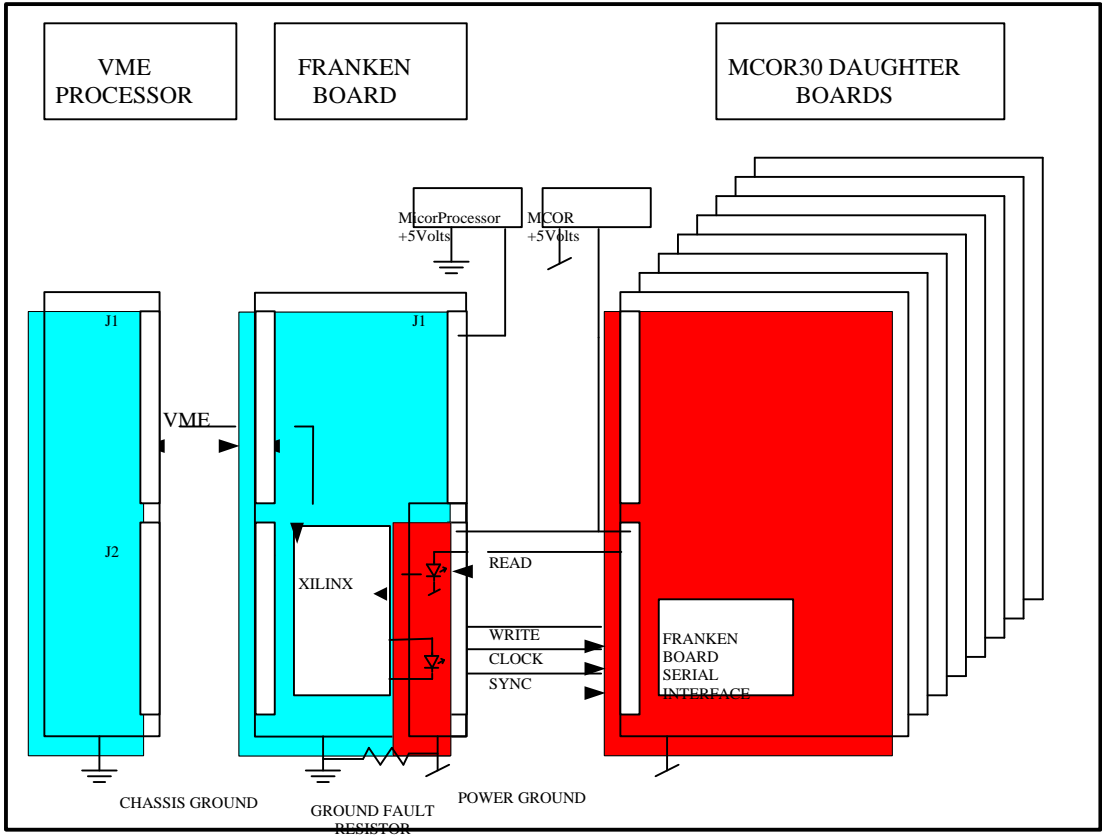 VME
PROCESSOR
FRANKEN
BOARD
MCOR30 DAUGHTER
BOARDS
MicorProcessor
+5Volts
MCOR
+5Volts
J1
J1
VME
J2
XILINX
READ
WRITE
CLOCK
SYNC
FRANKEN
BOARD
SERIAL
INTERFACE
CHASSIS GROUND
GROUND FAULT
RESISTOR
POWER GROUND